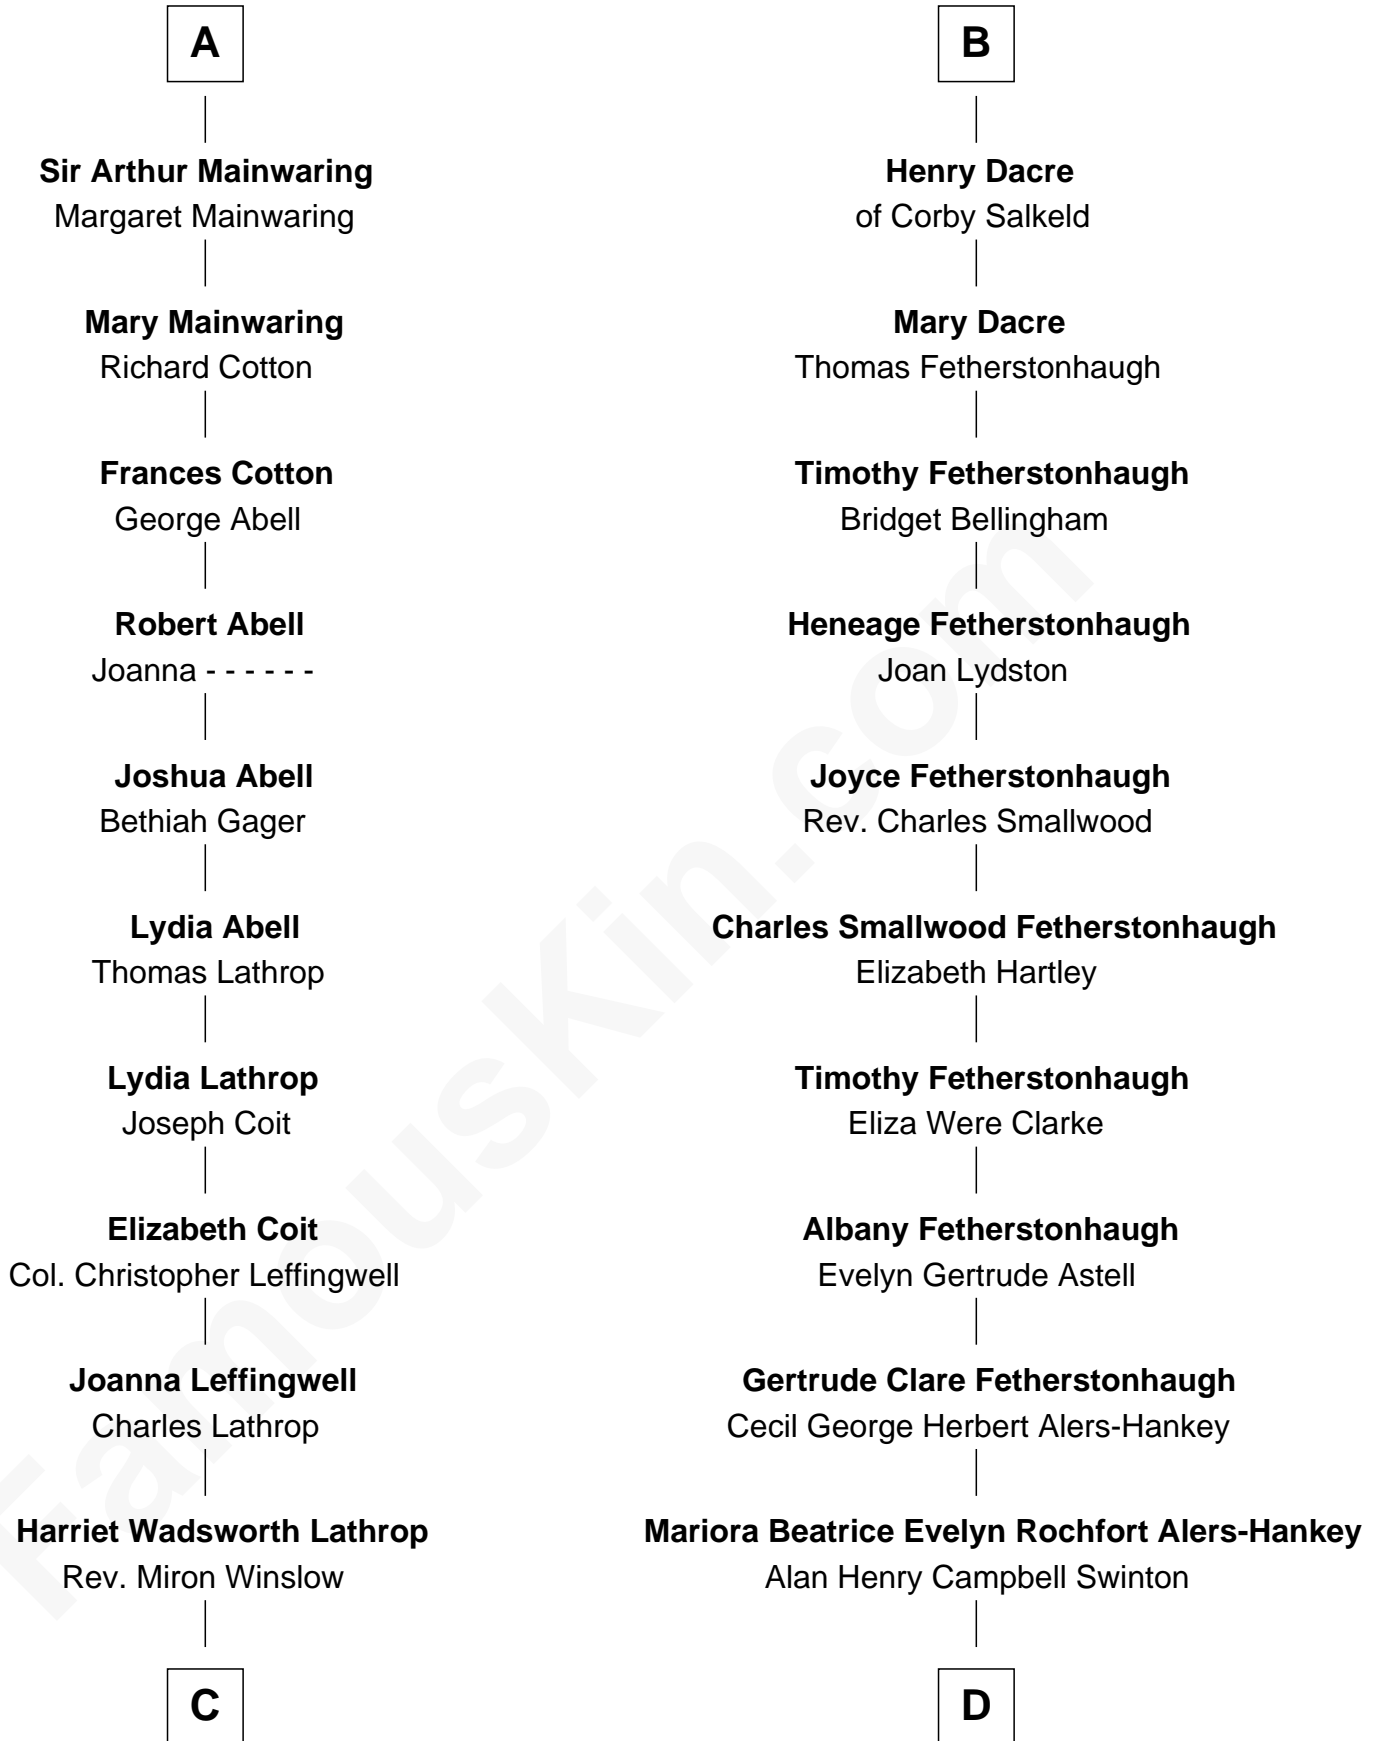 A
Sir Arthur Mainwaring
Margaret Mainwaring
Mary Mainwaring
Richard Cotton
Frances Cotton
George Abell
Robert Abell
Joanna - - - - - -
Joshua Abell
Bethiah Gager
Lydia Abell
Thomas Lathrop
Lydia Lathrop
Joseph Coit
Elizabeth Coit
Col. Christopher Leffingwell
Joanna Leffingwell
Charles Lathrop
Harriet Wadsworth Lathrop
Rev. Miron Winslow
C
B
Henry Dacre
of Corby Salkeld
Mary Dacre
Thomas Fetherstonhaugh
Timothy Fetherstonhaugh
Bridget Bellingham
Heneage Fetherstonhaugh
Joan Lydston
Joyce Fetherstonhaugh
Rev. Charles Smallwood
Charles Smallwood Fetherstonhaugh
Elizabeth Hartley
Timothy Fetherstonhaugh
Eliza Were Clarke
Albany Fetherstonhaugh
Evelyn Gertrude Astell
Gertrude Clare Fetherstonhaugh
Cecil George Herbert Alers-Hankey
Mariora Beatrice Evelyn Rochfort Alers-Hankey
Alan Henry Campbell Swinton
D
FamousKin.com